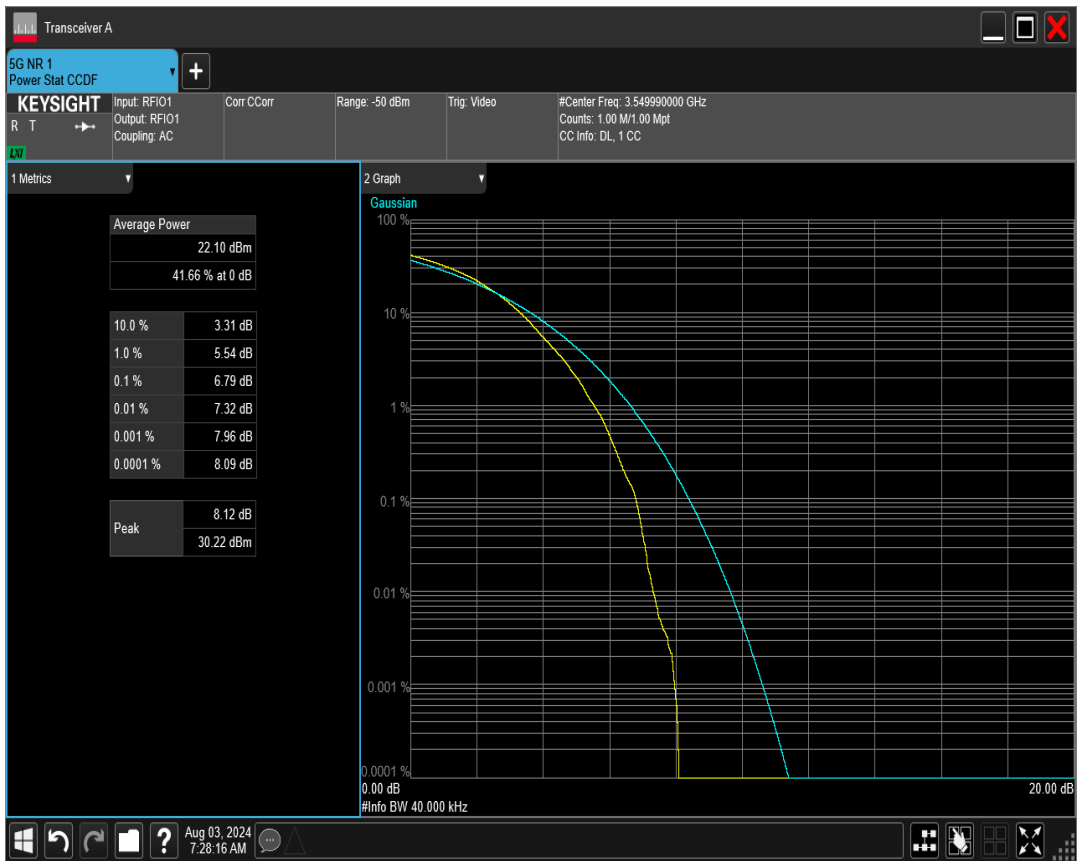 Transceiver A
5G NR 1
Power Stat CCDF
+
KEYSIGHT
R T
LXI
Input: RFIO1
Output: RFIO1
Coupling: AC
Corr CCorr
Range: -50 dBm
Trig: Video
#Center Freq: 3.549990000 GHz
Counts: 1.00 M/1.00 Mpt
CC Info: DL, 1 CC
1 Metrics
Average Power
22.10 dBm
41.66 % at 0 dB
10.0 % 3.31 dB
1.0 % 5.54 dB
0.1 % 6.79 dB
0.01 % 7.32 dB
0.001 % 7.96 dB
0.0001 % 8.09 dB
Peak 8.12 dB
30.22 dBm
2 Graph
Gaussian
100 %
10 %
1 %
0.1 %
0.01 %
0.001 %
0.0001 %
0.00 dB 20.00 dB
#Info BW 40.000 kHz
?
Aug 03, 2024
7:28:16 AM